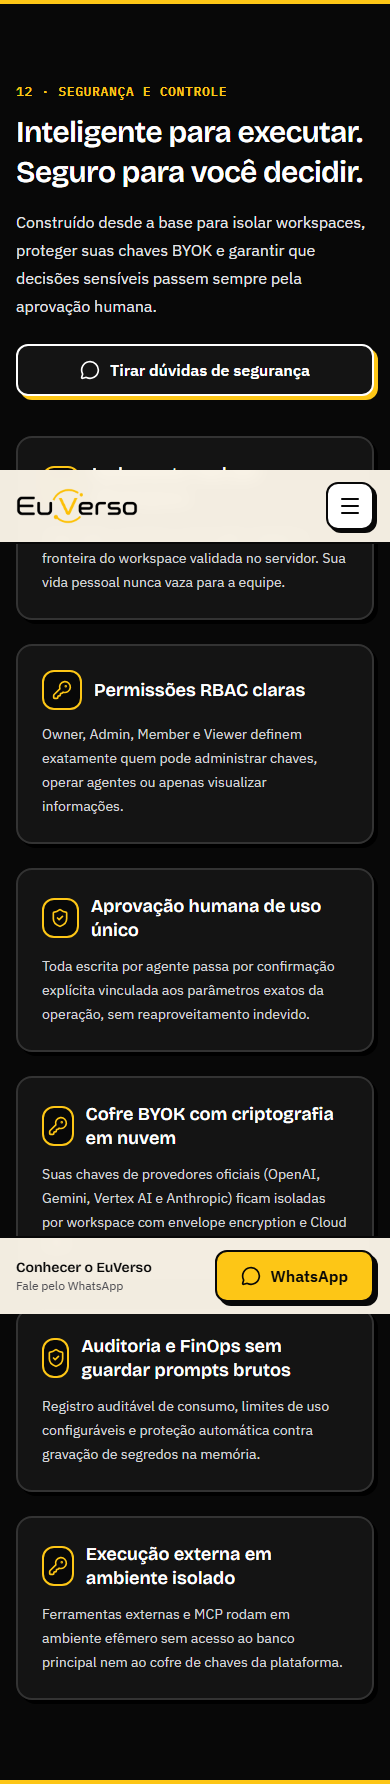 12 · SEGURANÇA E CONTROLE
Inteligente para executar.
Seguro para você decidir.
Construído desde a base para isolar workspaces,
proteger suas chaves BYOK e garantir que
decisões sensíveis passem sempre pela
aprovação humana.
Tirar dúvidas de segurança
EuVerso
fronteira do workspace validada no servidor. Sua
vida pessoal nunca vaza para a equipe.
Permissões RBAC claras
Owner, Admin, Member e Viewer definem
exatamente quem pode administrar chaves,
operar agentes ou apenas visualizar
informações.
Aprovação humana de uso
único
Toda escrita por agente passa por confirmação
explícita vinculada aos parâmetros exatos da
operação, sem reaproveitamento indevido.
Cofre BYOK com criptografia
em nuvem
Suas chaves de provedores oficiais (OpenAI,
Gemini, Vertex AI e Anthropic) ficam isoladas
por workspace com envelope encryption e Cloud
Conhecer o EuVerso
Fale pelo WhatsApp
WhatsApp
Auditoria e FinOps sem
guardar prompts brutos
Registro auditável de consumo, limites de uso
configuráveis e proteção automática contra
gravação de segredos na memória.
Execução externa em
ambiente isolado
Ferramentas externas e MCP rodam em
ambiente efêmero sem acesso ao banco
principal nem ao cofre de chaves da plataforma.